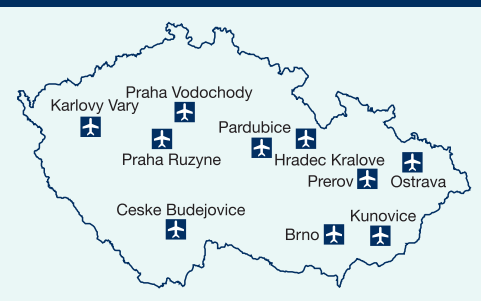 Praha Vodochody
Karlovy Vary
Pardubice
Praha Ruzyne
Hradec Kralove
Prerov
Ostrava
Ceske Budejovice
Kunovice
Brno